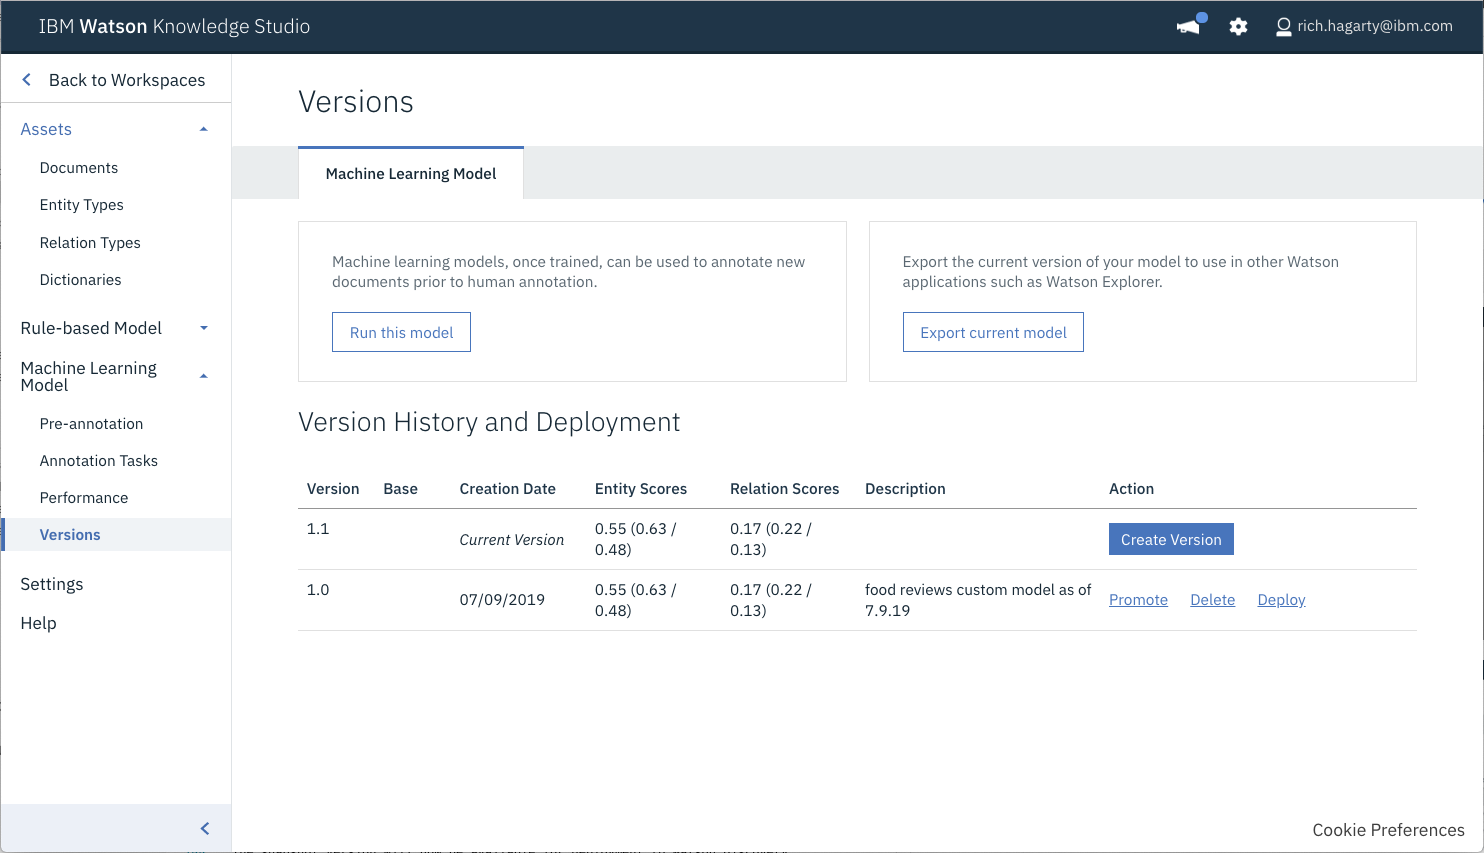 IBM Watson Knowledge Studio
rich.hagarty@ibm.com
Back to Workspaces
Assets
Documents
Entity Types
Relation Types
Dictionaries
Rule-based Model
Machine Learning
Model
Pre-annotation
Annotation Tasks
Performance
Versions
Settings
Help
Versions
Machine Learning Model
Machine learning models, once trained, can be used to annotate new
documents prior to human annotation.
Run this model
Export the current version of your model to use in other Watson
applications such as Watson Explorer.
Export current model
Version History and Deployment
Version Base Creation Date Entity Scores Relation Scores Description Action
1.1 Current Version 0.55 (0.63 / 0.17 (0.22 / Create Version
0.48) 0.13)
1.0 07/09/2019 0.55 (0.63 / 0.17 (0.22 / food reviews custom model as of Promote Delete Deploy
0.48) 0.13) 7.9.19
Cookie Preferences